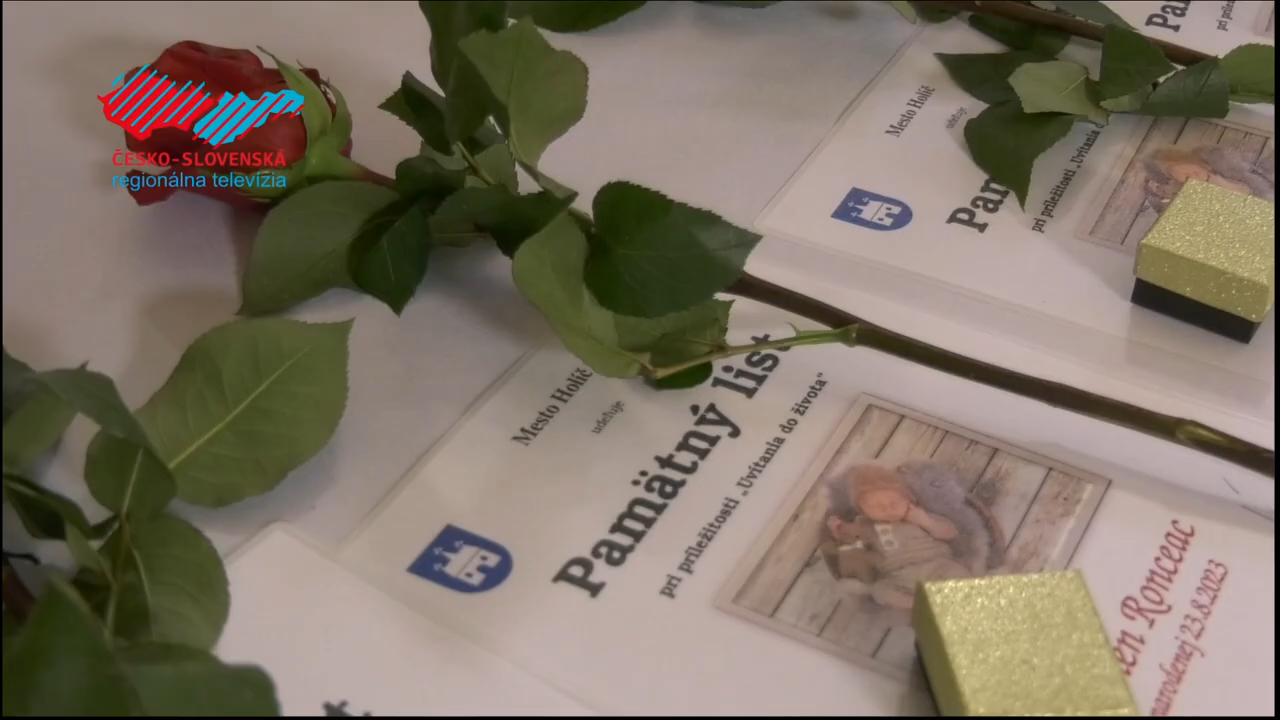 ČESKO-SLOVENSKÁ
regionálna televízia
Mesto Holíč
udeľuje
Pamätný list
pri príležitosti „Uvítania do života“
Ronceac
narodenej 23.8.2023
Mesto Holíč
udeľuje
pri príležitosti „Uvítania